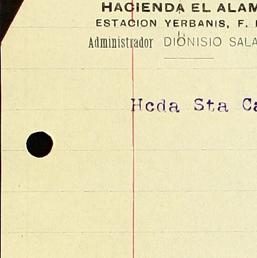 HACIENDA EL ALAM
ESTACION YERBANIS, F.
Administrador DIONISIO SALA
Hcda Sta Ca